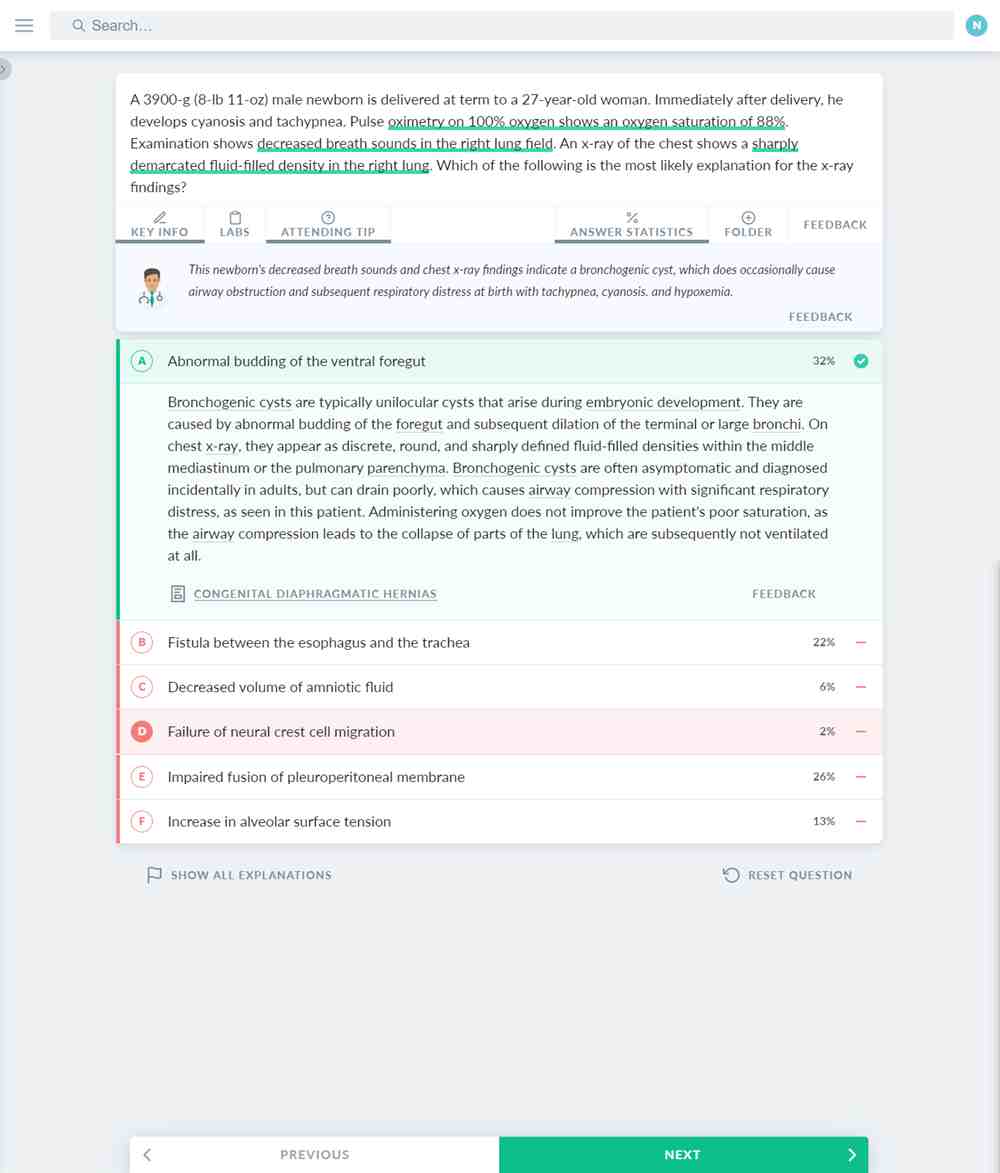 Search...
N
A 3900-g (8-lb 11-oz) male newborn is delivered at term to a 27-year-old woman. Immediately after delivery, he
develops cyanosis and tachypnea. Pulse oximetry on 100% oxygen shows an oxygen saturation of 88%.
Examination shows decreased breath sounds in the right lung field. An x-ray of the chest shows a sharply
demarcated fluid-filled density in the right lung. Which of the following is the most likely explanation for the x-ray
findings?
KEY INFO
LABS
ATTENDING TIP
ANSWER STATISTICS
FOLDER
FEEDBACK
This newborn's decreased breath sounds and chest x-ray findings indicate a bronchogenic cyst, which does occasionally cause
airway obstruction and subsequent respiratory distress at birth with tachypnea, cyanosis. and hypoxemia.
FEEDBACK
A Abnormal budding of the ventral foregut 32%
Bronchogenic cysts are typically unilocular cysts that arise during embryonic development. They are
caused by abnormal budding of the foregut and subsequent dilation of the terminal or large bronchi. On
chest x-ray, they appear as discrete, round, and sharply defined fluid-filled densities within the middle
mediastinum or the pulmonary parenchyma. Bronchogenic cysts are often asymptomatic and diagnosed
incidentally in adults, but can drain poorly, which causes airway compression with significant respiratory
distress, as seen in this patient. Administering oxygen does not improve the patient's poor saturation, as
the airway compression leads to the collapse of parts of the lung, which are subsequently not ventilated
at all.
CONGENITAL DIAPHRAGMATIC HERNIAS
FEEDBACK
B Fistula between the esophagus and the trachea 22%
C Decreased volume of amniotic fluid 6%
D Failure of neural crest cell migration 2%
E Impaired fusion of pleuroperitoneal membrane 26%
F Increase in alveolar surface tension 13%
SHOW ALL EXPLANATIONS
RESET QUESTION
PREVIOUS
NEXT